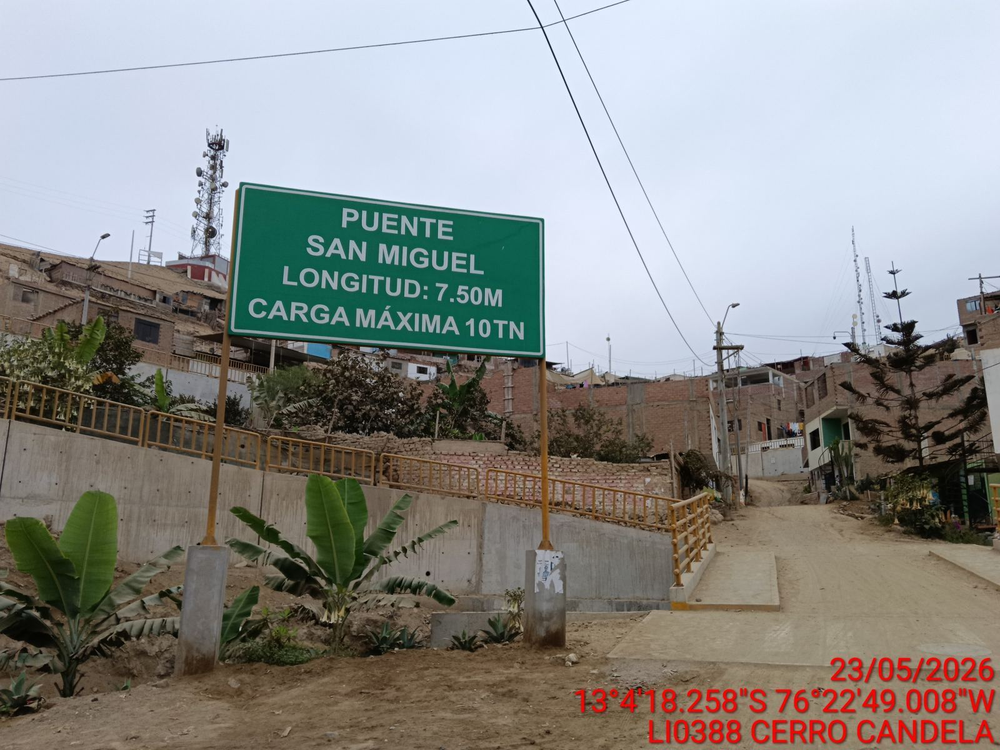 PUENTE
SAN MIGUEL
LONGITUD: 7.50M
CARGA MÁXIMA 10TN
23/05/2026
13°4'18.258"S 76°22'49.008"W
LI0388 CERRO CANDELA